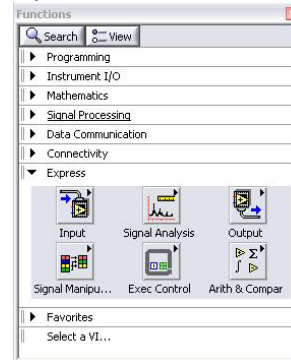 Functions
Search View
Programming
Instrument I/O
Mathematics
Signal Processing
Data Communication
Connectivity
Express
Input Signal Analysis Output
Signal Manipu... Exec Control Arith & Compar
Favorites
Select a VI...